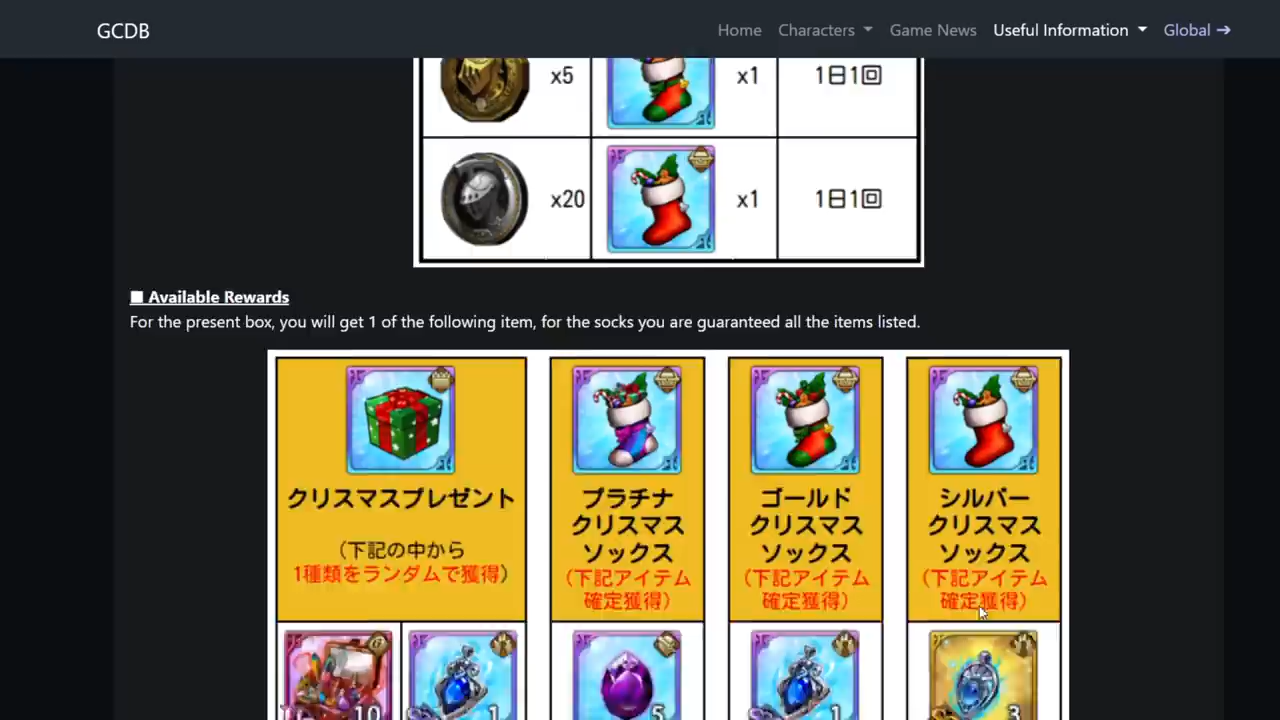 GCDB
Home
Characters
Game News
Useful Information
Global →
x5
x1
1日1回
x20
x1
1日1回
■ Available Rewards
For the present box, you will get 1 of the following item, for the socks you are guaranteed all the items listed.
クリスマスプレゼント
（下記の中から
1種類をランダムで獲得）
プラチナ
クリスマス
ソックス
（下記アイテム
確定獲得）
ゴールド
クリスマス
ソックス
（下記アイテム
確定獲得）
シルバー
クリスマス
ソックス
（下記アイテム
確定獲得）
10
1
5
1
3